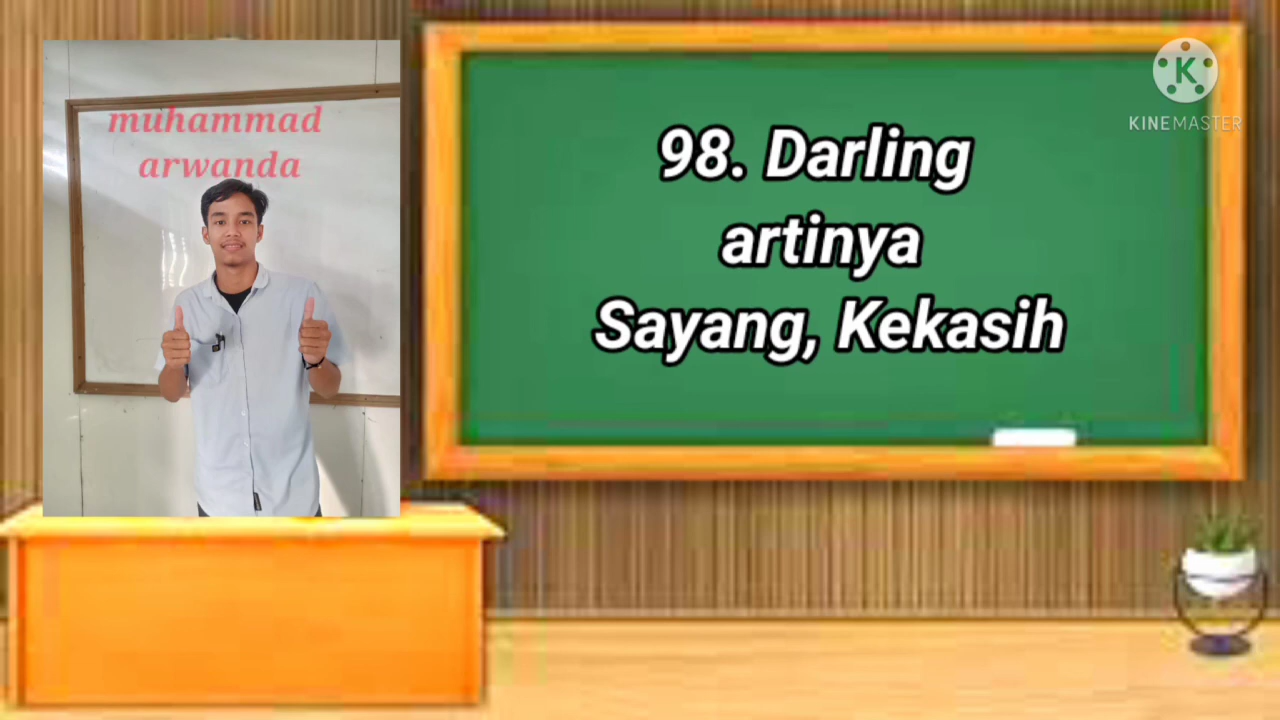 muhammad
arwanda
98. Darling
artinya
Sayang, Kekasih
K
KINEMASTER